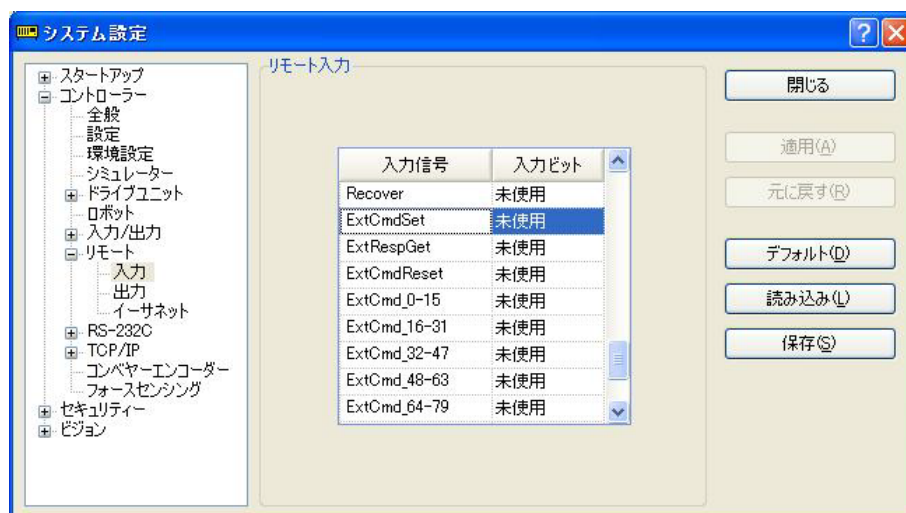 システム設定
スタートアップ
コントローラー
全般
設定
環境設定
シミュレーター
ドライブユニット
ロボット
入力/出力
リモート
入力
出力
イーサネット
RS-232C
TCP/IP
コンベヤーエンコーダー
フォースセンシング
セキュリティー
ビジョン
リモート入力
入力信号 入力ビット
Recover 未使用
ExtCmdSet 未使用
ExtRespGet 未使用
ExtCmdReset 未使用
ExtCmd_0-15 未使用
ExtCmd_16-31 未使用
ExtCmd_32-47 未使用
ExtCmd_48-63 未使用
ExtCmd_64-79 未使用
閉じる
適用(A)
元に戻す(R)
デフォルト(D)
読み込み(L)
保存(S)